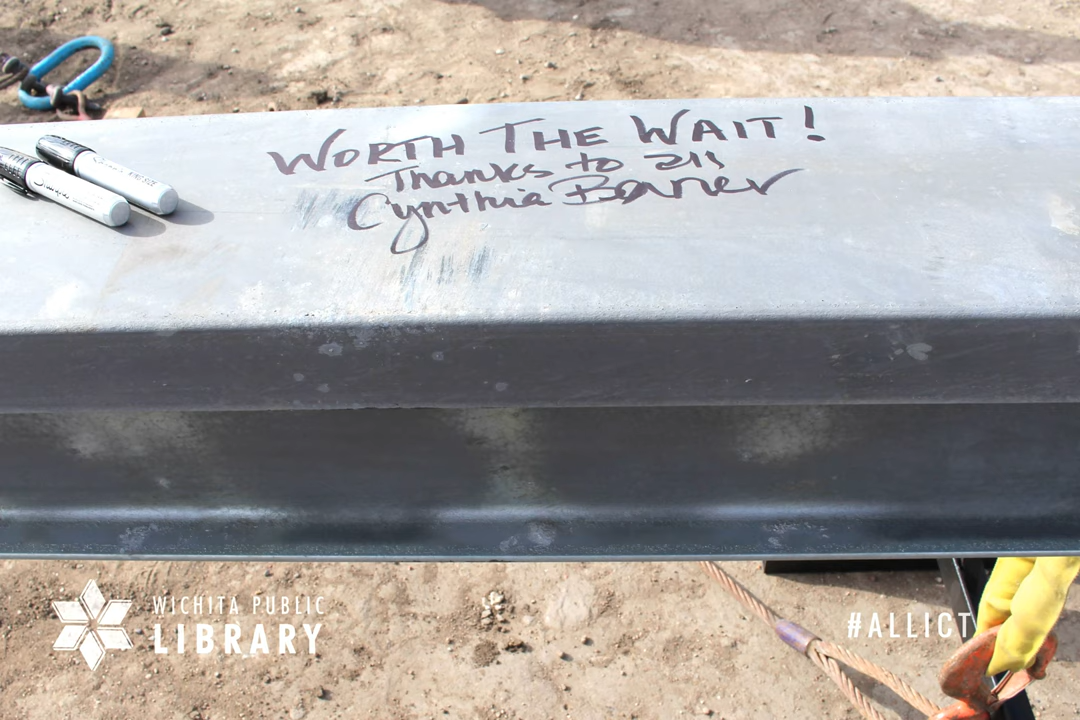 WORTH THE WAIT!
Thanks to all
Cynthia Berner
WICHITA PUBLIC
LIBRARY
#ALLICT